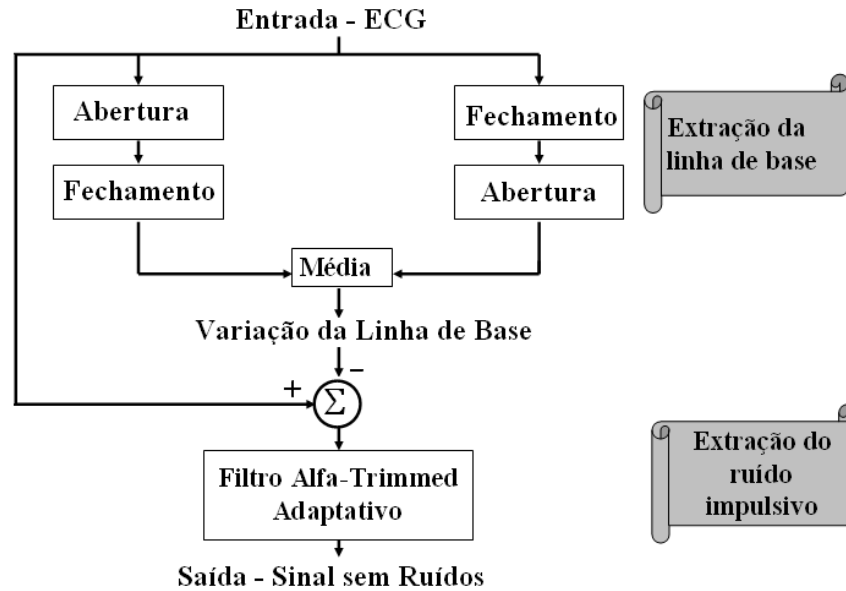 Entrada - ECG
Abertura
Fechamento
Fechamento
Abertura
Extração da
linha de base
Média
Variação da Linha de Base
−
+
Σ
Filtro Alfa-Trimmed
Adaptativo
Extração do
ruído
impulsivo
Saída - Sinal sem Ruídos